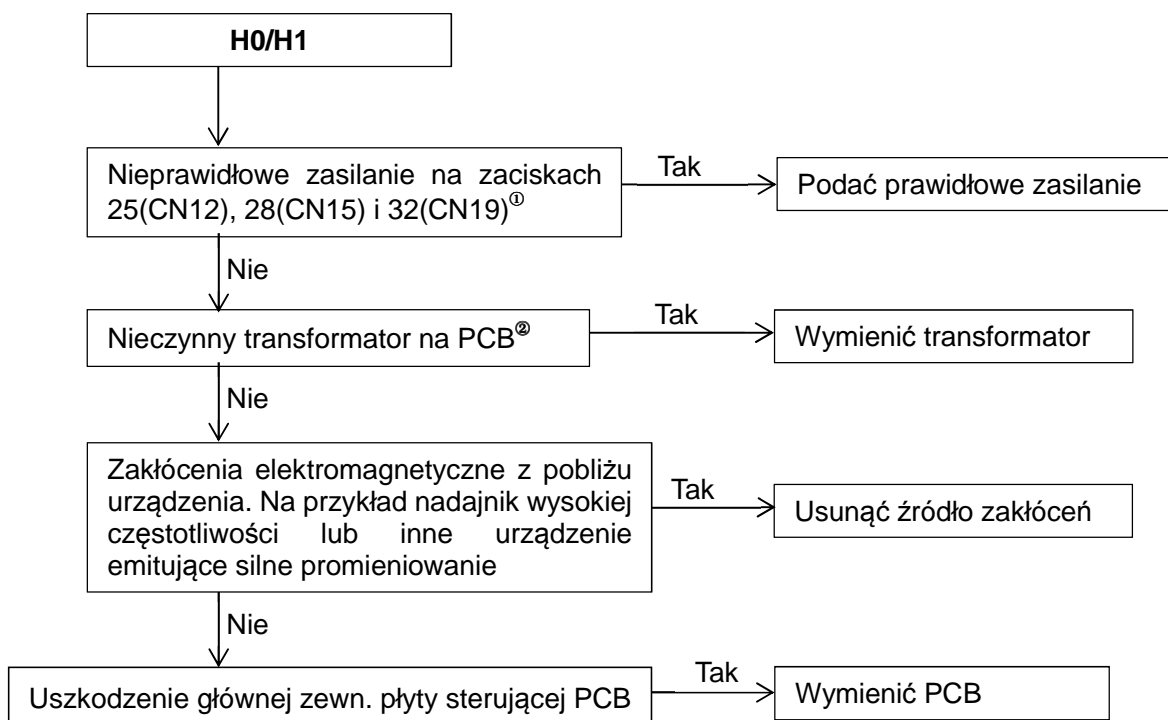 H0/H1
Nieprawidłowe zasilanie na zaciskach
25(CN12), 28(CN15) i 32(CN19)①
Tak
Podać prawidłowe zasilanie
Nie
Nieczynny transformator na PCB②
Tak
Wymienić transformator
Nie
Zakłócenia elektromagnetyczne z pobliżu
urządzenia. Na przykład nadajnik wysokiej
częstotliwości lub inne urządzenie
emitujące silne promieniowanie
Tak
Usunąć źródło zakłóceń
Nie
Uszkodzenie głównej zewn. płyty sterującej PCB
Tak
Wymienić PCB